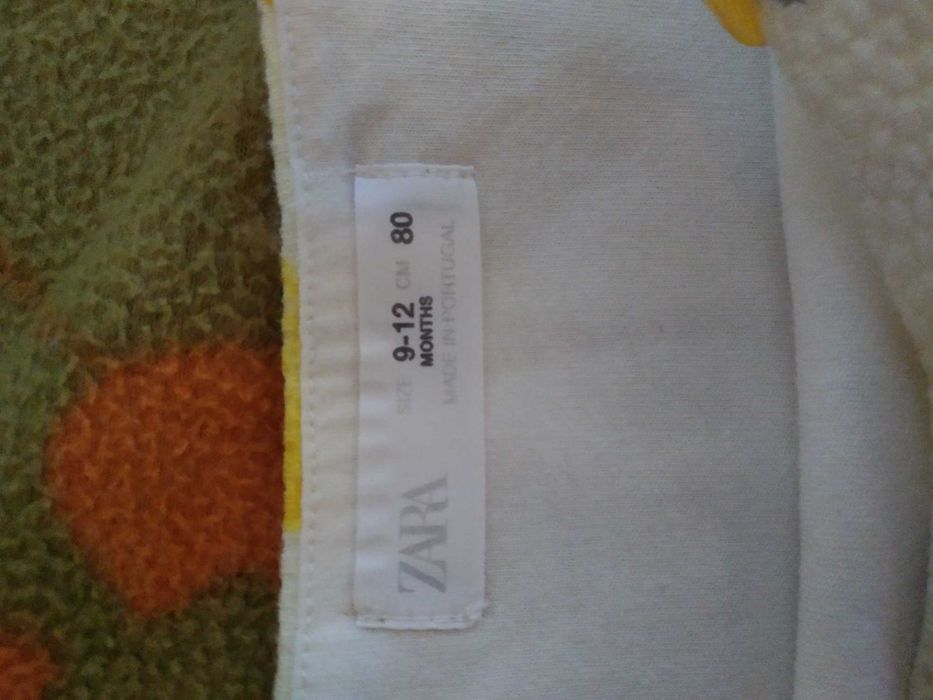 ZARA
SIZE 9-12 CM 80
MONTHS
MADE IN PORTUGAL